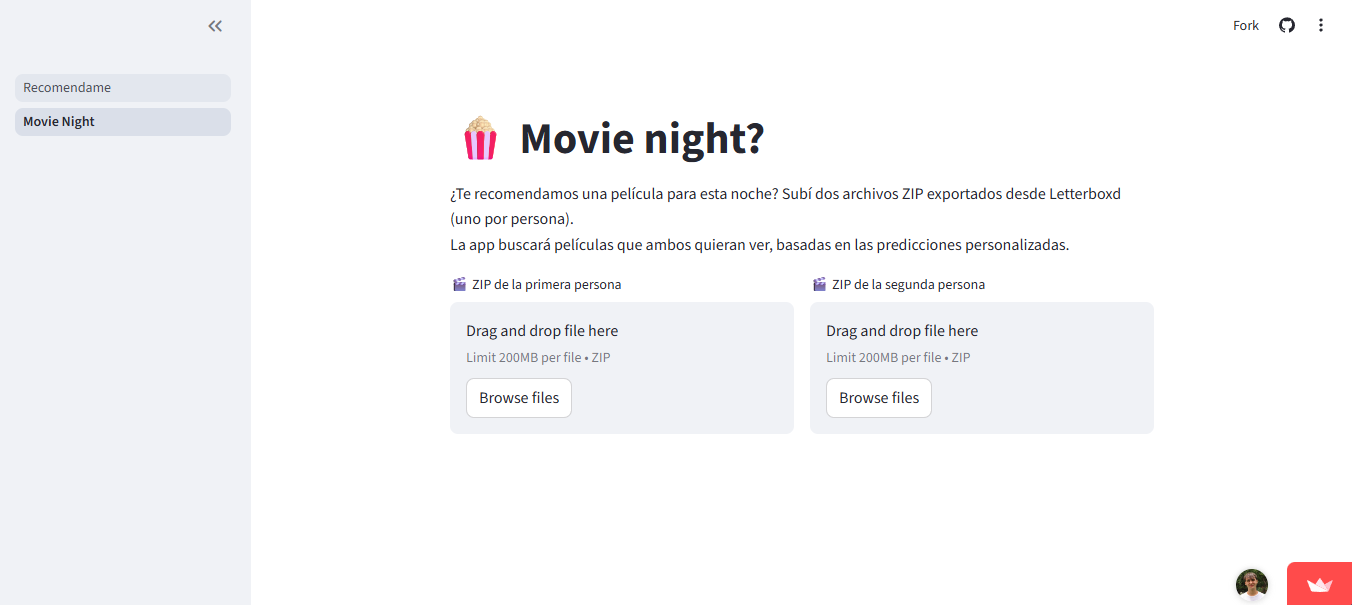 Fork
Recomendame
Movie Night
Movie night?
¿Te recomendamos una película para esta noche? Subí dos archivos ZIP exportados desde Letterboxd
(uno por persona).
La app buscará películas que ambos quieran ver, basadas en las predicciones personalizadas.
ZIP de la primera persona
Drag and drop file here
Limit 200MB per file • ZIP
Browse files
ZIP de la segunda persona
Drag and drop file here
Limit 200MB per file • ZIP
Browse files